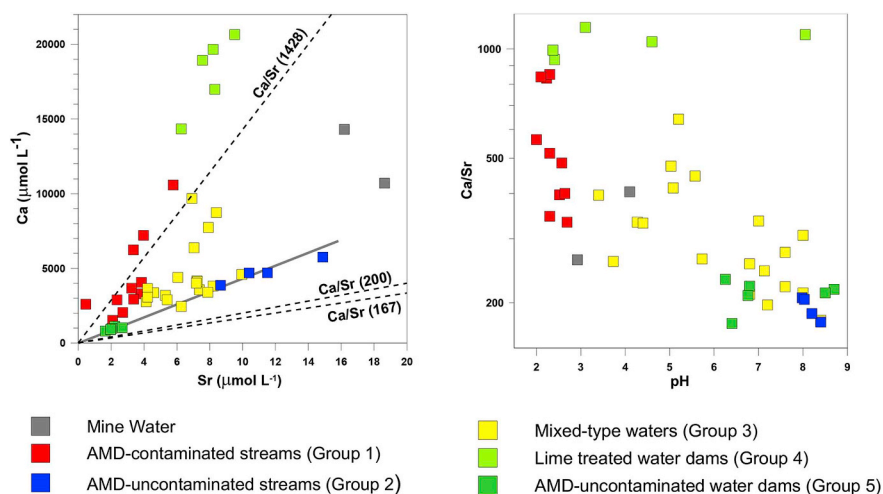 20000
15000
10000
5000
0
Ca (μmol L⁻¹)
Ca/Sr (1428)
Ca/Sr (200)
Ca/Sr (167)
0 2 4 6 8 10 12 14 16 18 20
Sr (μmol L⁻¹)
1000
500
200
Ca/Sr
2 3 4 5 6 7 8 9
pH
Mine Water
AMD-contaminated streams (Group 1)
AMD-uncontaminated streams (Group 2)
Mixed-type waters (Group 3)
Lime treated water dams (Group 4)
AMD-uncontaminated water dams (Group 5)